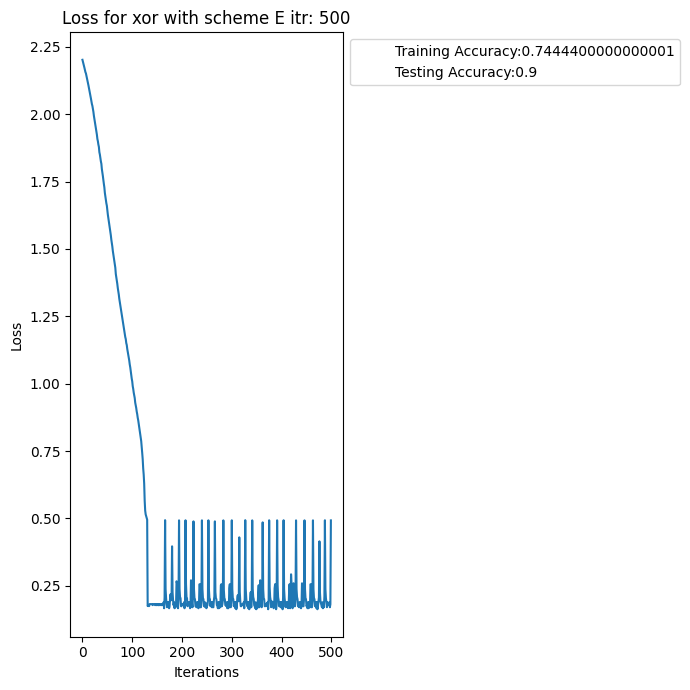 Loss for xor with scheme E itr: 500
Training Accuracy:0.7444400000000001
Testing Accuracy:0.9
2.25
2.00
1.75
1.50
1.25
1.00
0.75
0.50
0.25
Loss
0 100 200 300 400 500
Iterations